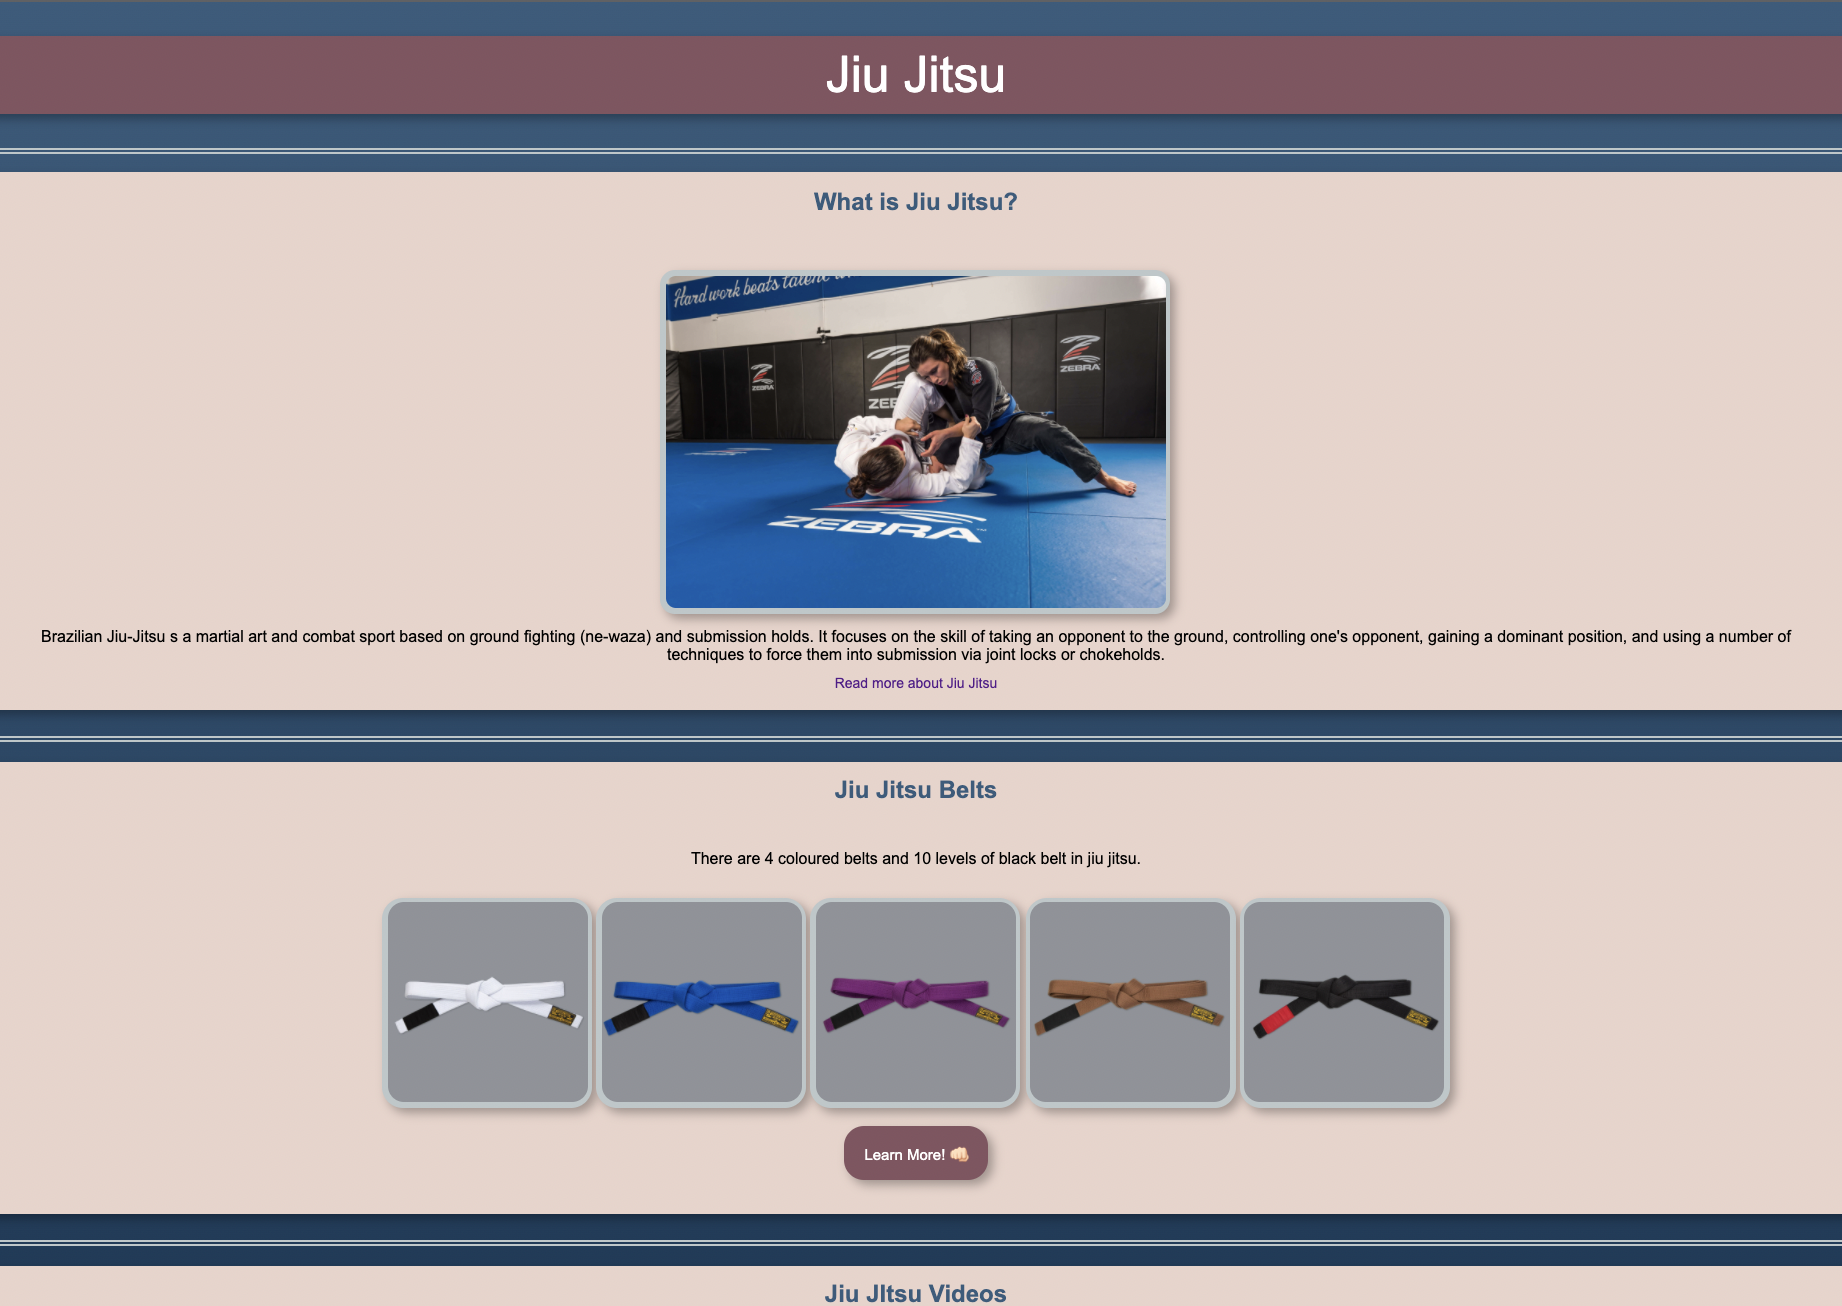 Jiu Jitsu
What is Jiu Jitsu?
Hard work beats talent
ZEBRA
ZEBRA
ZEB
ZEBRA
Brazilian Jiu-Jitsu s a martial art and combat sport based on ground fighting (ne-waza) and submission holds. It focuses on the skill of taking an opponent to the ground, controlling one's opponent, gaining a dominant position, and using a number of
techniques to force them into submission via joint locks or chokeholds.
Read more about Jiu Jitsu
Jiu Jitsu Belts
There are 4 coloured belts and 10 levels of black belt in jiu jitsu.
Learn More! 👊🏻
Jiu JItsu Videos